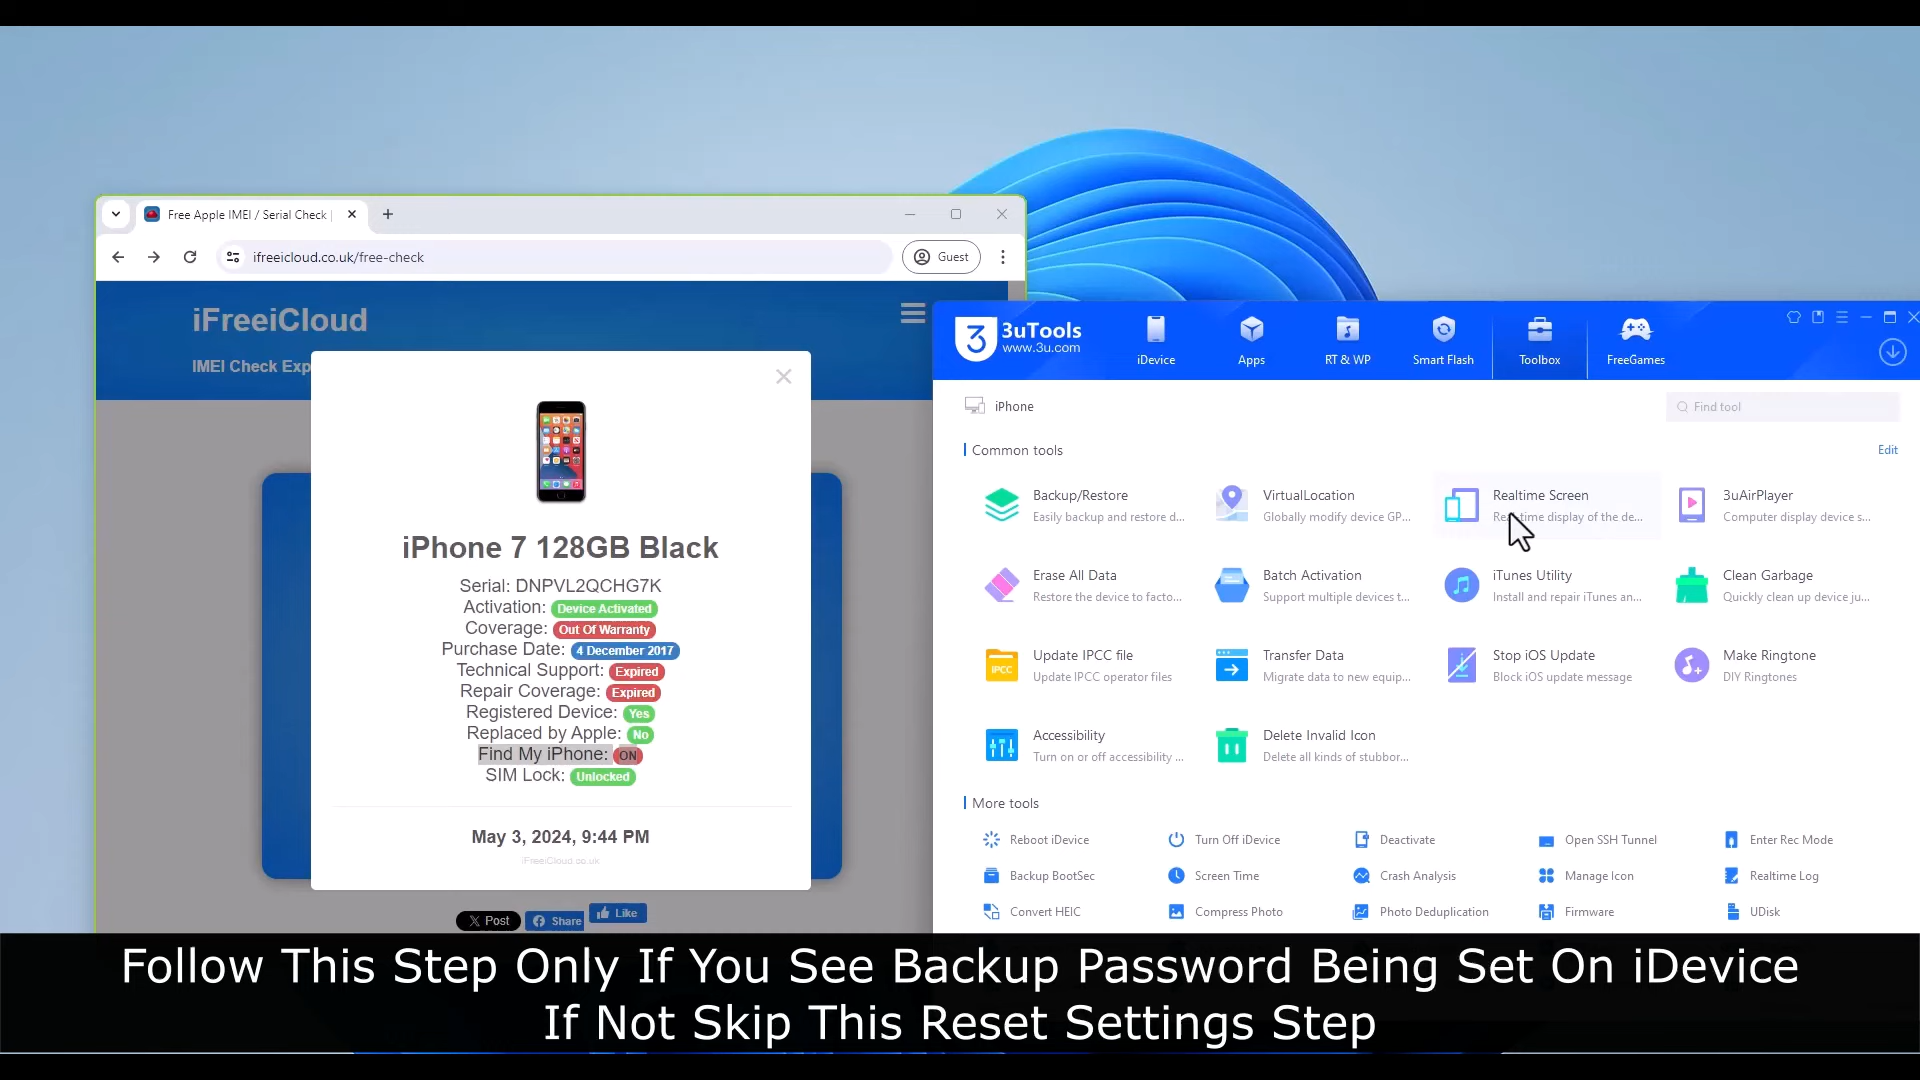 Free Apple IMEI / Serial Check |
ifreeicloud.co.uk/free-check
Guest
iFreeiCloud
IMEI Check Exp
iPhone 7 128GB Black
Serial: DNPVL2QCHG7K
Activation: Device Activated
Coverage: Out Of Warranty
Purchase Date: 4 December 2017
Technical Support: Expired
Repair Coverage: Expired
Registered Device: Yes
Replaced by Apple: No
Find My iPhone: ON
SIM Lock: Unlocked
May 3, 2024, 9:44 PM
iFreeiCloud.co.uk
X Post
Share
Like
3uTools
www.3u.com
iDevice
Apps
RT & WP
Smart Flash
Toolbox
FreeGames
iPhone
Find tool
Common tools
Edit
Backup/Restore
Easily backup and restore d...
VirtualLocation
Globally modify device GP...
Realtime Screen
time display of the de...
3uAirPlayer
Computer display device s...
Erase All Data
Restore the device to facto...
Batch Activation
Support multiple devices t...
iTunes Utility
Install and repair iTunes an...
Clean Garbage
Quickly clean up device ju...
IPCC
Update IPCC file
Update IPCC operator files
Transfer Data
Migrate data to new equip...
Stop iOS Update
Block iOS update message
Make Ringtone
DIY Ringtones
Accessibility
Turn on or off accessibility ...
Delete Invalid Icon
Delete all kinds of stubbor...
More tools
Reboot iDevice
Turn Off iDevice
Deactivate
Open SSH Tunnel
Enter Rec Mode
Backup BootSec
Screen Time
Crash Analysis
Manage Icon
Realtime Log
Convert HEIC
Compress Photo
Photo Deduplication
Firmware
UDisk
Follow This Step Only If You See Backup Password Being Set On iDevice
If Not Skip This Reset Settings Step